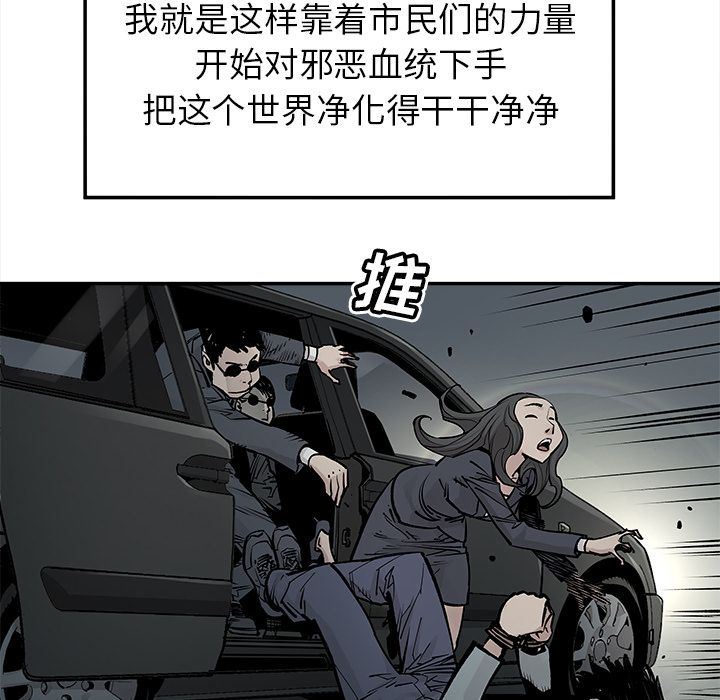 我就是这样靠着市民们的力量
开始对邪恶血统下手
把这个世界净化得干干净净
推